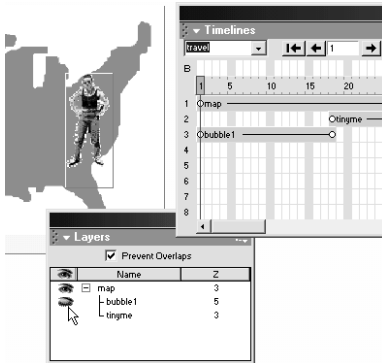 Timelines
travel 1
B
1 5 10 15 20
1 map
2 tinyme
3 bubble1
4
5
6
7
8
Layers
Prevent Overlaps
Name Z
map 3
bubble1 5
tinyme 3